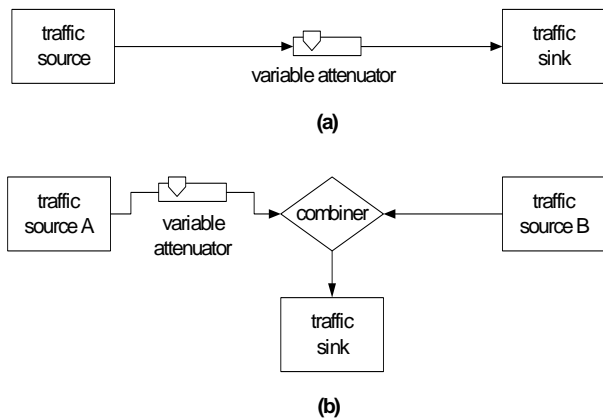 traffic
source
variable attenuator
traffic
sink
(a)
traffic
source A
variable
attenuator
combiner
traffic
source B
traffic
sink
(b)